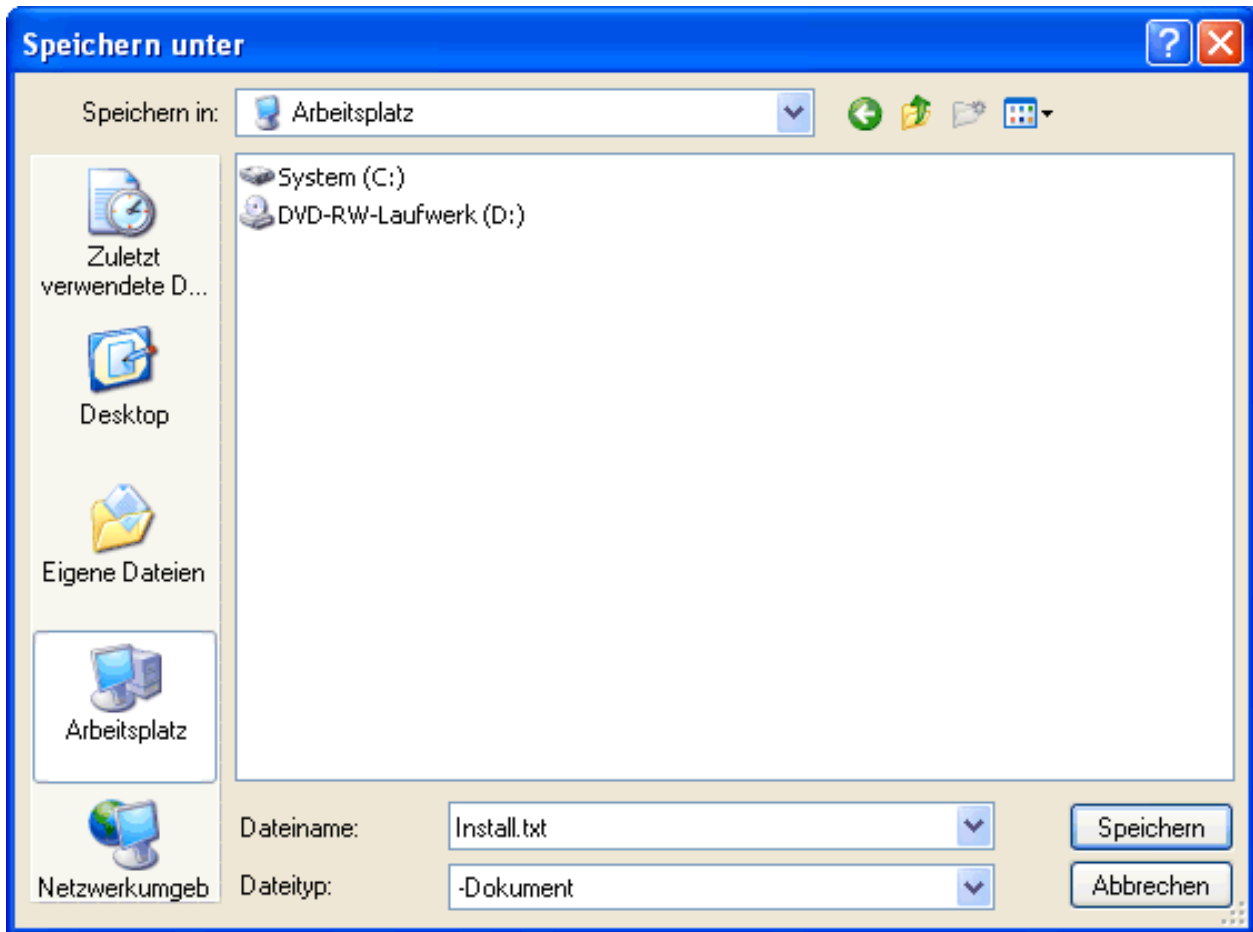 Speichern unter
Speichern in:
Arbeitsplatz
System (C:)
DVD-RW-Laufwerk (D:)
Zuletzt
verwendete D...
Desktop
Eigene Dateien
Arbeitsplatz
Netzwerkumgeb
Dateiname:
Install.txt
Speichern
Dateityp:
-Dokument
Abbrechen